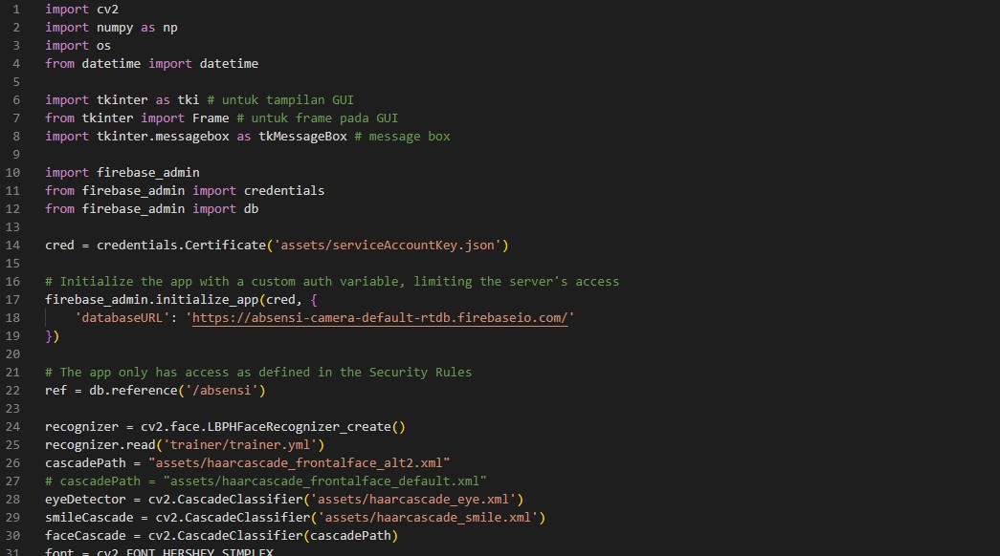 1 import cv2
2 import numpy as np
3 import os
4 from datetime import datetime
5
6 import tkinter as tki # untuk tampilan GUI
7 from tkinter import Frame # untuk frame pada GUI
8 import tkinter.messagebox as tkMessageBox # message box
9
10 import firebase_admin
11 from firebase_admin import credentials
12 from firebase_admin import db
13
14 cred = credentials.Certificate('assets/serviceAccountKey.json')
15
16 # Initialize the app with a custom auth variable, limiting the server's access
17 firebase_admin.initialize_app(cred, {
18     'databaseURL': 'https://absensi-camera-default-rtdb.firebaseio.com/'
19 })
20
21 # The app only has access as defined in the Security Rules
22 ref = db.reference('/absensi')
23
24 recognizer = cv2.face.LBPHFaceRecognizer_create()
25 recognizer.read('trainer/trainer.yml')
26 cascadePath = "assets/haarcascade_frontalface_alt2.xml"
27 # cascadePath = "assets/haarcascade_frontalface_default.xml"
28 eyeDetector = cv2.CascadeClassifier('assets/haarcascade_eye.xml')
29 smileCascade = cv2.CascadeClassifier('assets/haarcascade_smile.xml')
30 faceCascade = cv2.CascadeClassifier(cascadePath)
31 font = cv2.FONT_HERSHEY_SIMPLEX